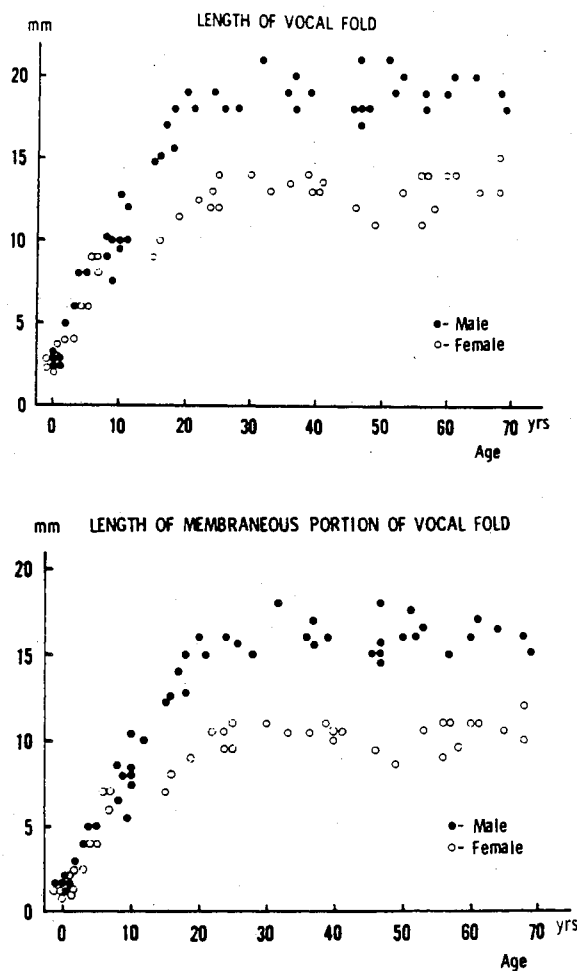 LENGTH OF VOCAL FOLD
mm
20
15
10
5
0
●- Male
○- Female
0 10 20 30 40 50 60 70 yrs
Age
mm LENGTH OF MEMBRANEOUS PORTION OF VOCAL FOLD
20
15
10
5
0
●- Male
○- Female
0 10 20 30 40 50 60 70 yrs
Age